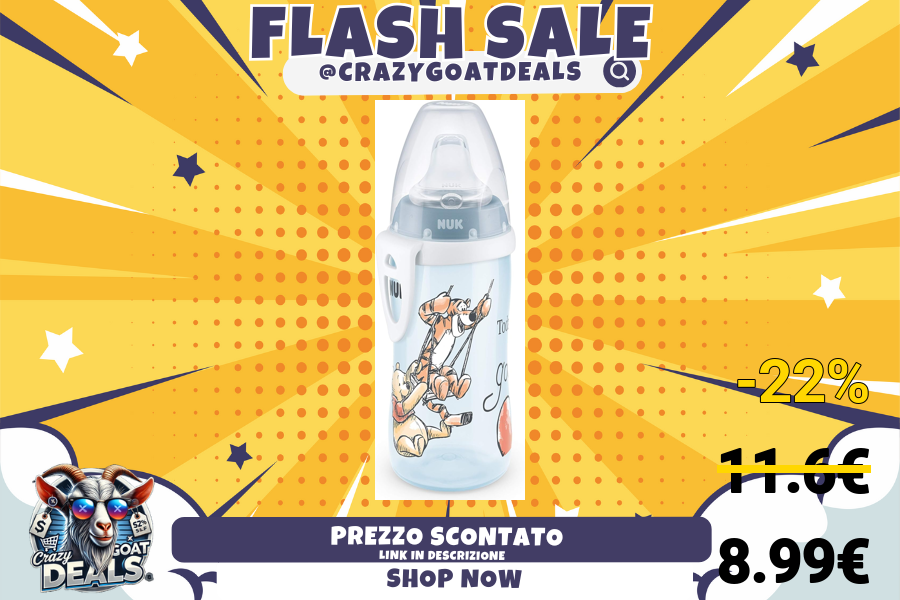 FLASH SALE
@CRAZYGOATDEALS
NUK
NUK
-22%
11.6€
8.99€
PREZZO SCONTATO
LINK IN DESCRIZIONE
SHOP NOW
$
Crazy
GOAT
DEALS